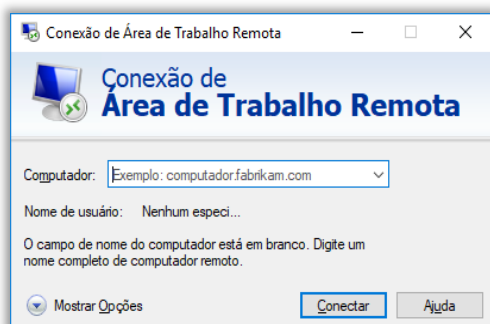 Conexão de Área de Trabalho Remota
Conexão de
Área de Trabalho Remota
Computador: Exemplo: computador.fabrikam.com
Nome de usuário: Nenhum especi...
O campo de nome do computador está em branco. Digite um
nome completo de computador remoto.
Mostrar Opções Conectar Ajuda